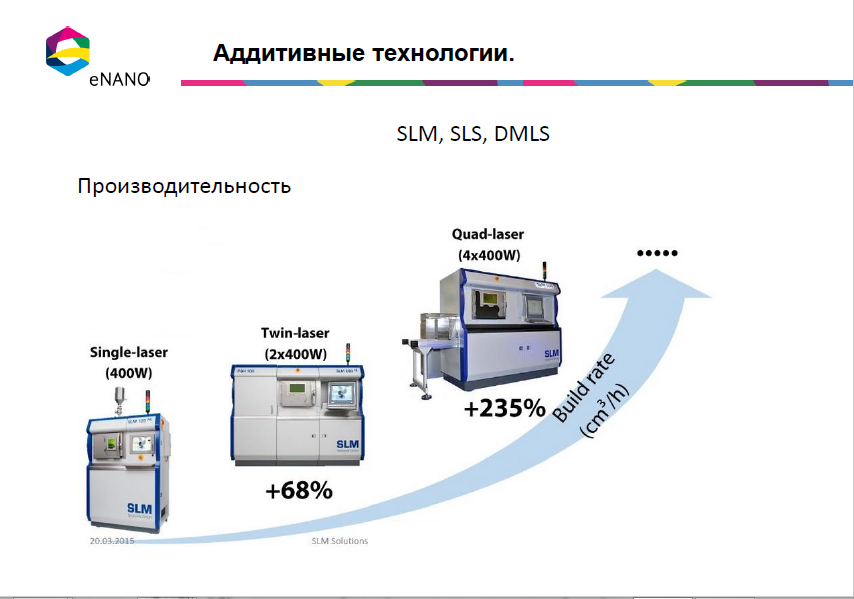 eNANO
Аддитивные технологии.
SLM, SLS, DMLS
Производительность
Quad-laser
(4x400W)
.....
Twin-laser
(2x400W)
Single-laser
(400W)
SLM
SLM
SLM
+235%
+68%
Build rate
(cm³/h)
20.03.2015
SLM Solutions